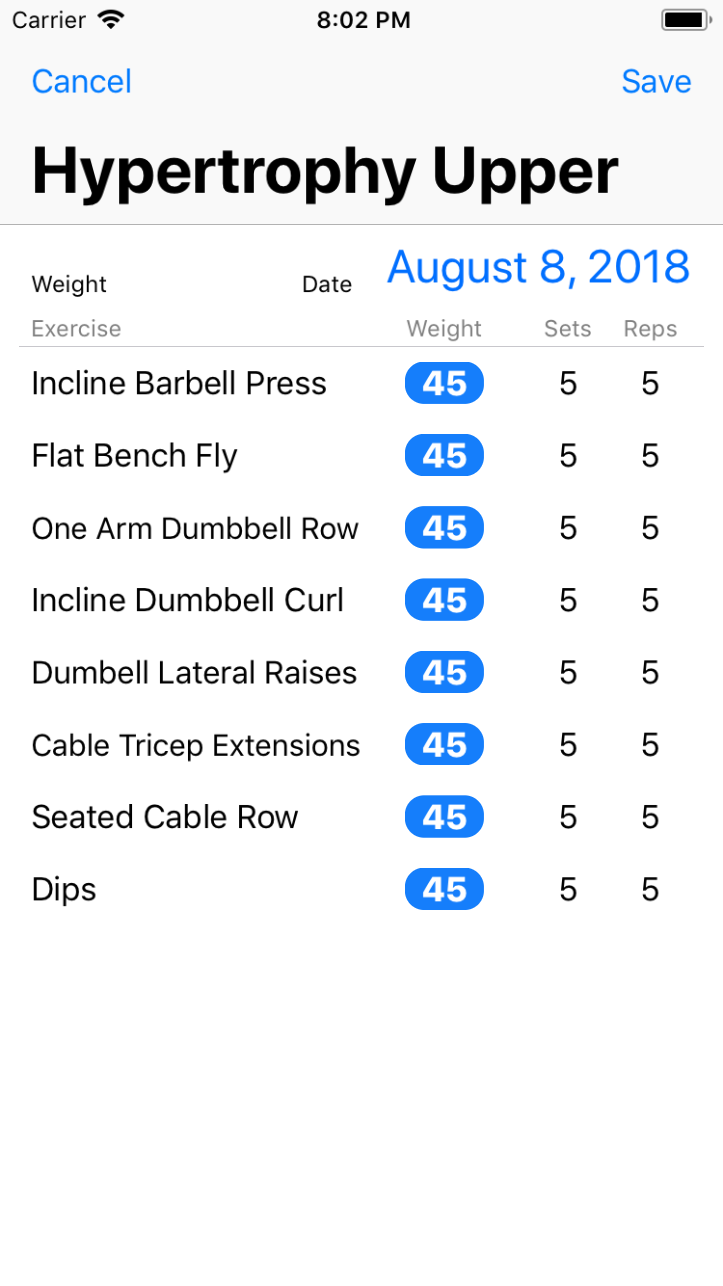 Carrier 8:02 PM
Cancel Save
Hypertrophy Upper
Weight Date August 8, 2018
Exercise Weight Sets Reps
Incline Barbell Press 45 5 5
Flat Bench Fly 45 5 5
One Arm Dumbbell Row 45 5 5
Incline Dumbbell Curl 45 5 5
Dumbell Lateral Raises 45 5 5
Cable Tricep Extensions 45 5 5
Seated Cable Row 45 5 5
Dips 45 5 5